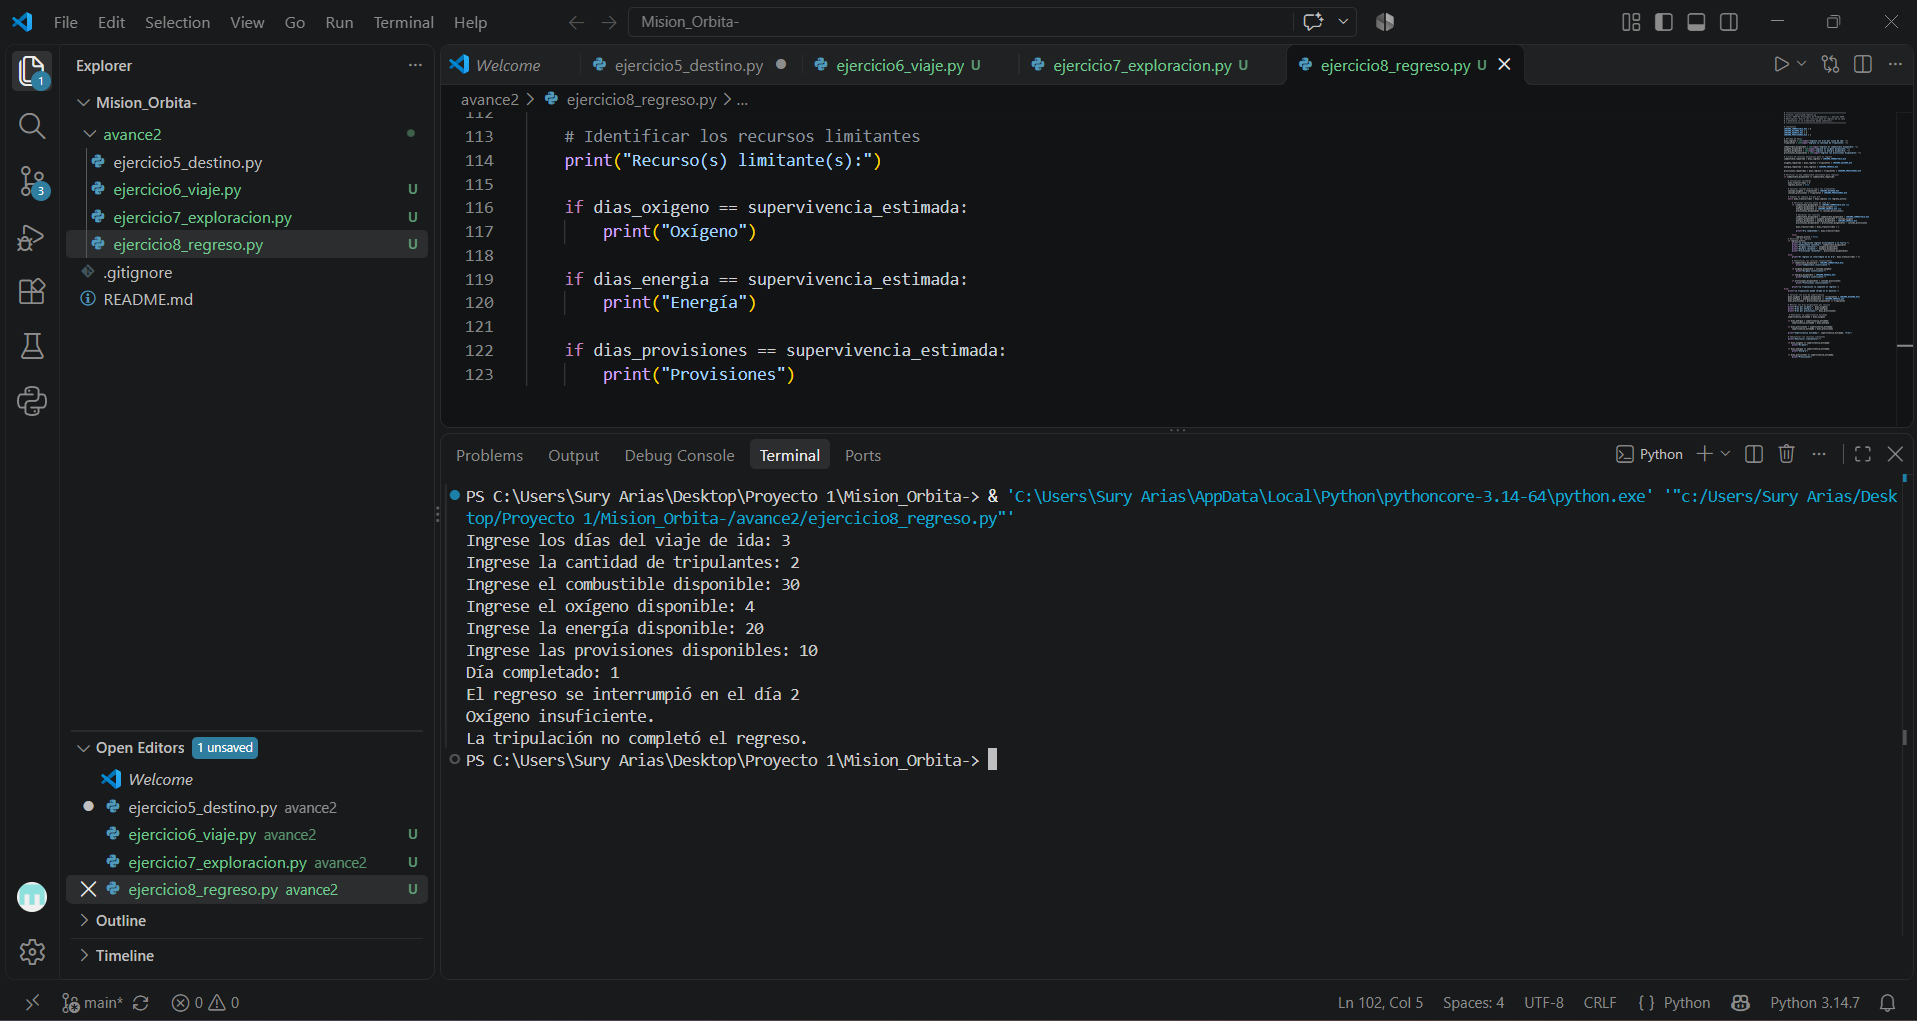 File Edit Selection View Go Run Terminal Help
Mision_Orbita-
Explorer
Mision_Orbita-
avance2
ejercicio5_destino.py
ejercicio6_viaje.py U
ejercicio7_exploracion.py U
ejercicio8_regreso.py U
.gitignore
README.md
Open Editors 1 unsaved
Welcome
ejercicio5_destino.py avance2
ejercicio6_viaje.py avance2 U
ejercicio7_exploracion.py avance2 U
ejercicio8_regreso.py avance2 U
Outline
Timeline
1
3
Welcome ejercicio5_destino.py ejercicio6_viaje.py U ejercicio7_exploracion.py U ejercicio8_regreso.py U
avance2 > ejercicio8_regreso.py > ...
112
113 # Identificar los recursos limitantes
114 print("Recurso(s) limitante(s):")
115
116 if dias_oxigeno == supervivencia_estimada:
117 print("Oxígeno")
118
119 if dias_energia == supervivencia_estimada:
120 print("Energía")
121
122 if dias_provisiones == supervivencia_estimada:
123 print("Provisiones")
Problems Output Debug Console Terminal Ports
Python
PS C:\Users\Sury Arias\Desktop\Proyecto 1\Mision_Orbita-> & 'C:\Users\Sury Arias\AppData\Local\Python\pythoncore-3.14-64\python.exe' '"c:/Users/Sury Arias/Desk
top/Proyecto 1/Mision_Orbita-/avance2/ejercicio8_regreso.py"'
Ingrese los días del viaje de ida: 3
Ingrese la cantidad de tripulantes: 2
Ingrese el combustible disponible: 30
Ingrese el oxígeno disponible: 4
Ingrese la energía disponible: 20
Ingrese las provisiones disponibles: 10
Día completado: 1
El regreso se interrumpió en el día 2
Oxígeno insuficiente.
La tripulación no completó el regreso.
PS C:\Users\Sury Arias\Desktop\Proyecto 1\Mision_Orbita->
main* 0 0
Ln 102, Col 5 Spaces: 4 UTF-8 CRLF { } Python Python 3.14.7